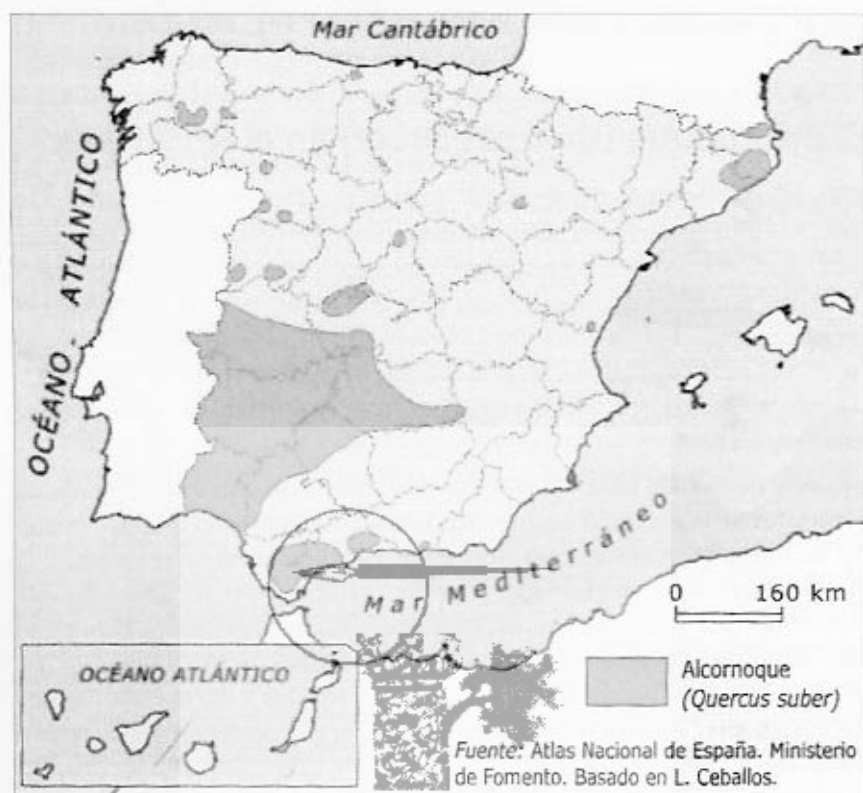 Mar Cantábrico
OCÉANO ATLÁNTICO
Mar Mediterráneo
0 160 km
OCÉANO ATLÁNTICO
Alcornoque
(Quercus suber)
Fuente: Atlas Nacional de España. Ministerio
de Fomento. Basado en L. Ceballos.